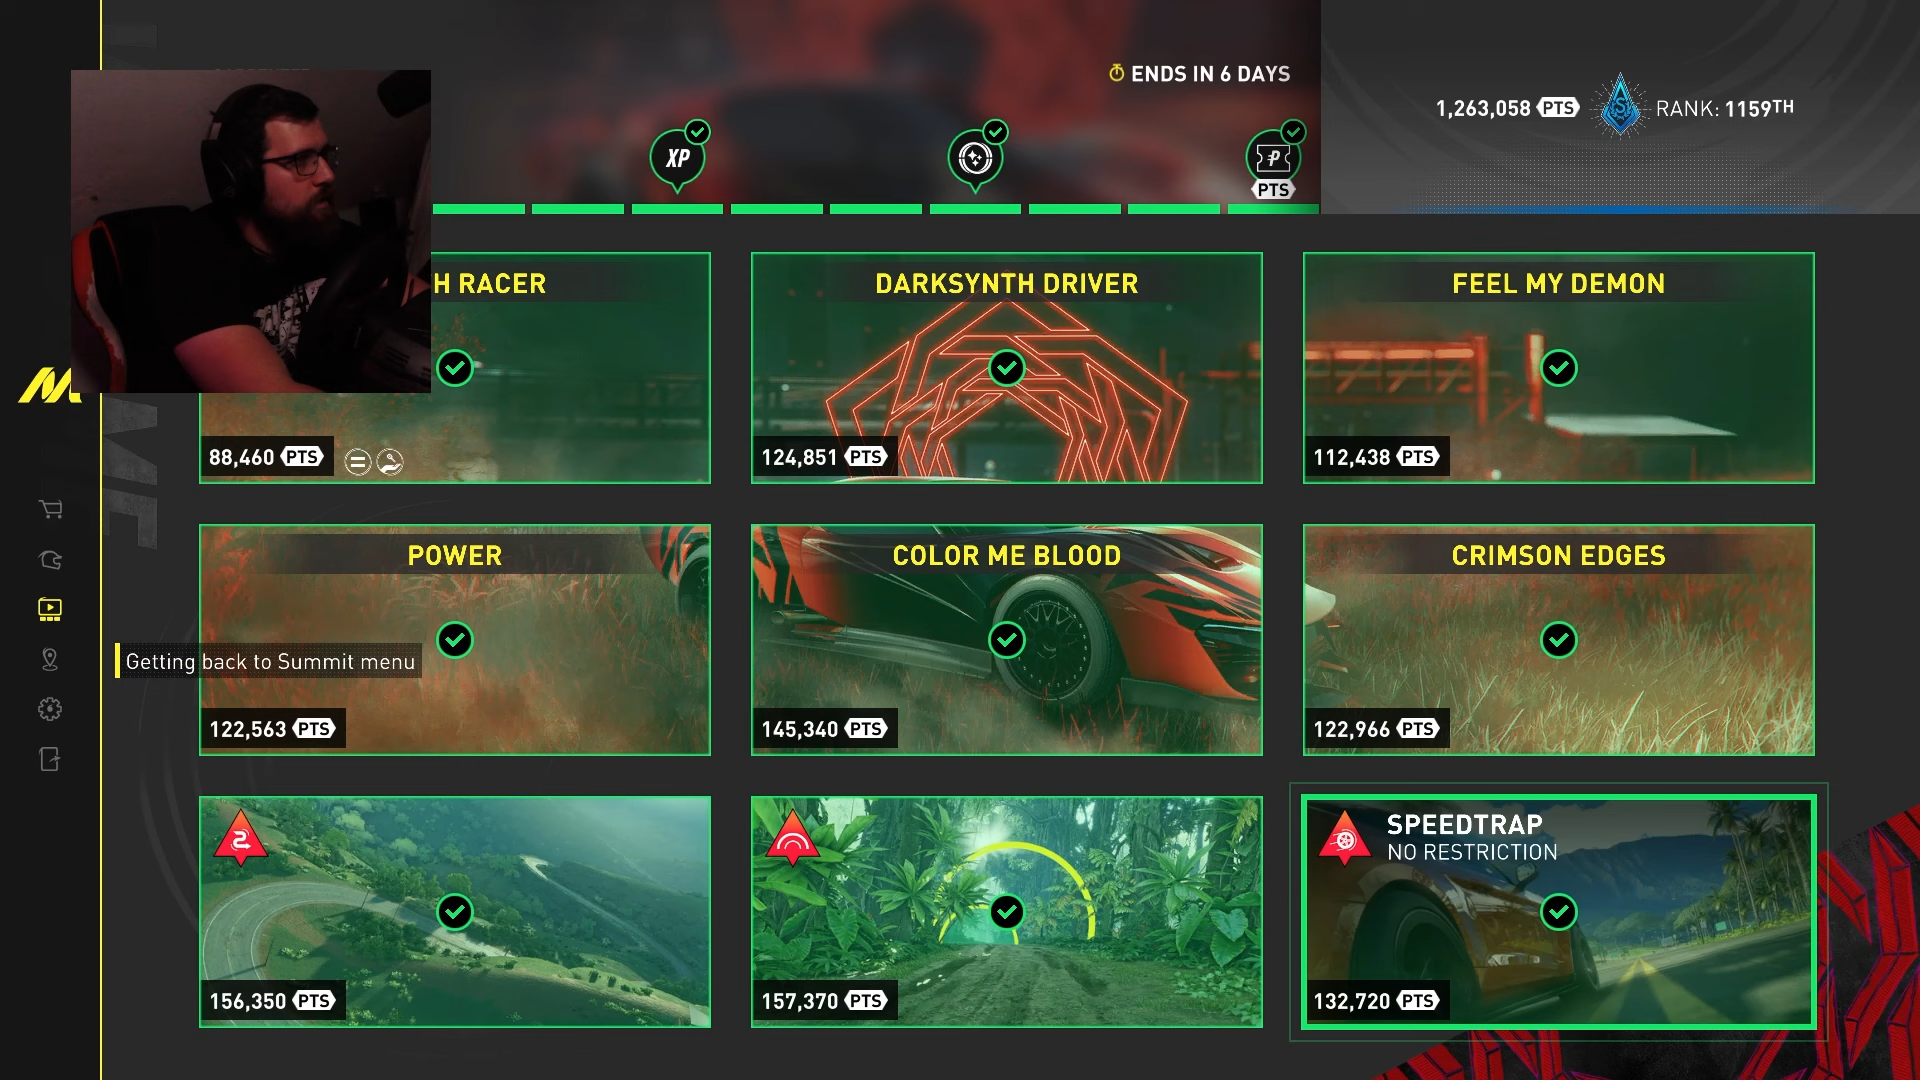 ENDS IN 6 DAYS
1,263,058 PTS RANK: 1159TH
XP
PTS
H RACER
88,460 PTS
DARKSYNTH DRIVER
124,851 PTS
FEEL MY DEMON
112,438 PTS
POWER
122,563 PTS
COLOR ME BLOOD
145,340 PTS
CRIMSON EDGES
122,966 PTS
Getting back to Summit menu
156,350 PTS
157,370 PTS
SPEEDTRAP
NO RESTRICTION
132,720 PTS